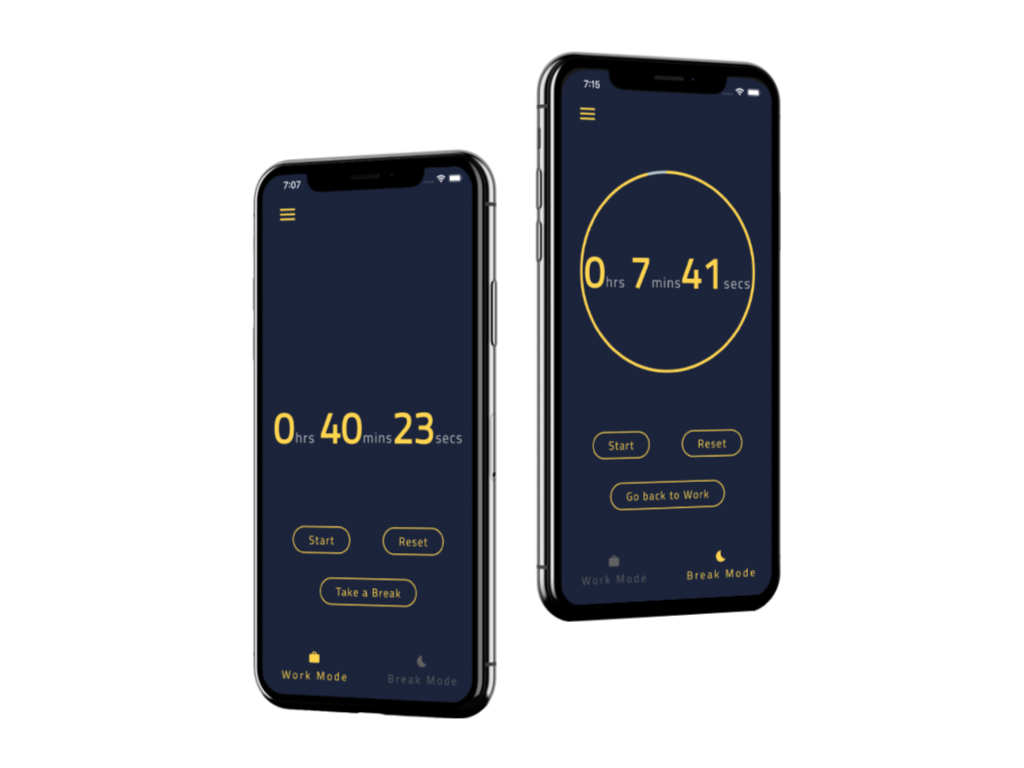 7:07
0hrs 40mins 23secs
Start
Reset
Take a Break
Work Mode
Break Mode
7:15
0hrs 7mins 41secs
Start
Reset
Go back to Work
Work Mode
Break Mode